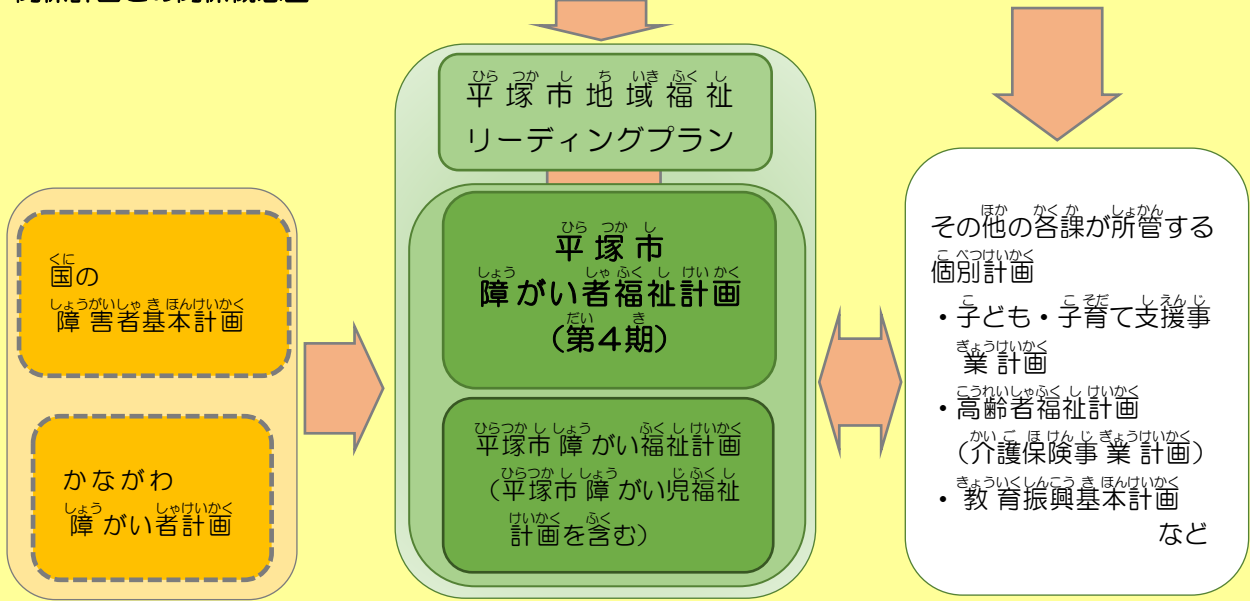 平塚市地域福祉
リーディングプラン
国の
障害者基本計画
かながわ
障がい者計画
平塚市
障がい者福祉計画
（第４期）
平塚市障がい福祉計画
（平塚市障がい児福祉
計画を含む）
その他の各課が所管する
個別計画
・子ども・子育て支援事
業計画
・高齢者福祉計画
（介護保険事業計画）
・教育振興基本計画
など